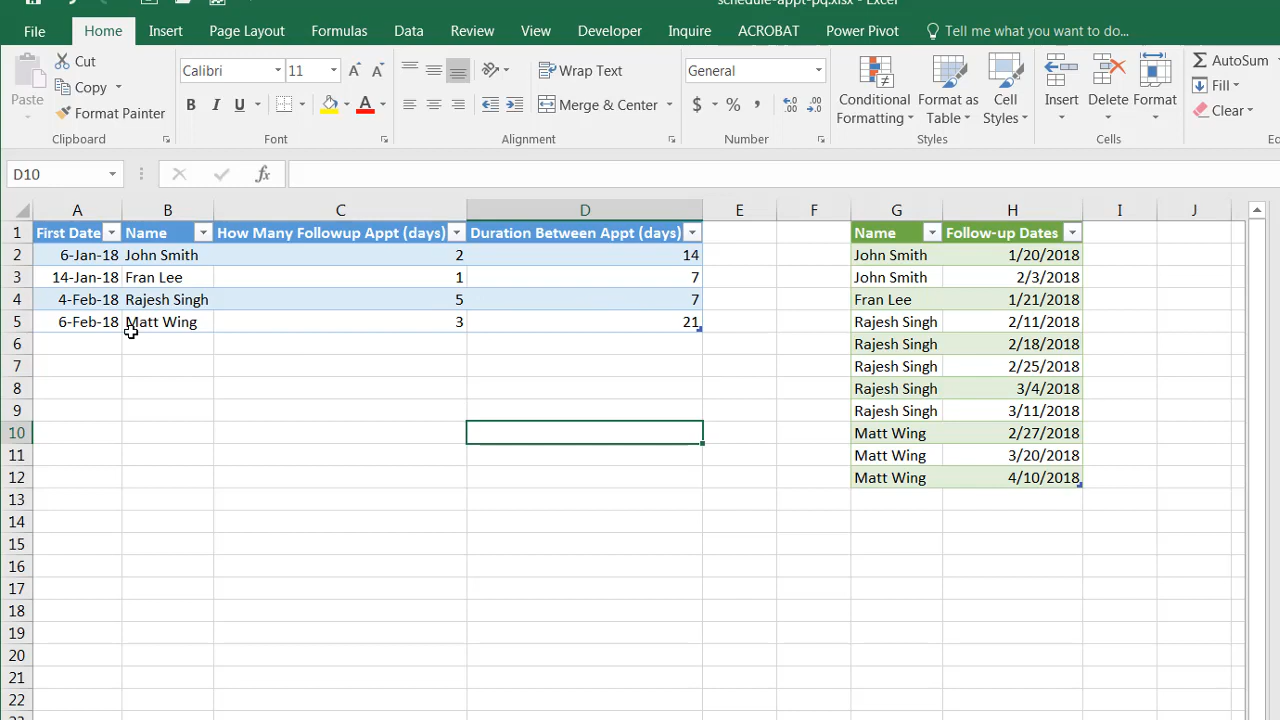 schedule-appt-pq.xlsx - Excel
File Home Insert Page Layout Formulas Data Review View Developer Inquire ACROBAT Power Pivot Tell me what you want to do...
Paste
Cut
Copy
Format Painter
Clipboard
Calibri 11
B I U
A
Font
Wrap Text
Merge & Center
Alignment
General
$ % ,
Number
Conditional Formatting
Format as Table
Cell Styles
Styles
Insert Delete Format
Cells
AutoSum
Fill
Clear
D10 fx
A B C D E F G H I J
1 First Date Name How Many Followup Appt (days) Duration Between Appt (days) Name Follow-up Dates
2 6-Jan-18 John Smith 2 14 John Smith 1/20/2018
3 14-Jan-18 Fran Lee 1 7 John Smith 2/3/2018
4 4-Feb-18 Rajesh Singh 5 7 Fran Lee 1/21/2018
5 6-Feb-18 Matt Wing 3 21 Rajesh Singh 2/11/2018
6 Rajesh Singh 2/18/2018
7 Rajesh Singh 2/25/2018
8 Rajesh Singh 3/4/2018
9 Rajesh Singh 3/11/2018
10 Matt Wing 2/27/2018
11 Matt Wing 3/20/2018
12 Matt Wing 4/10/2018
13
14
15
16
17
18
19
20
21
22